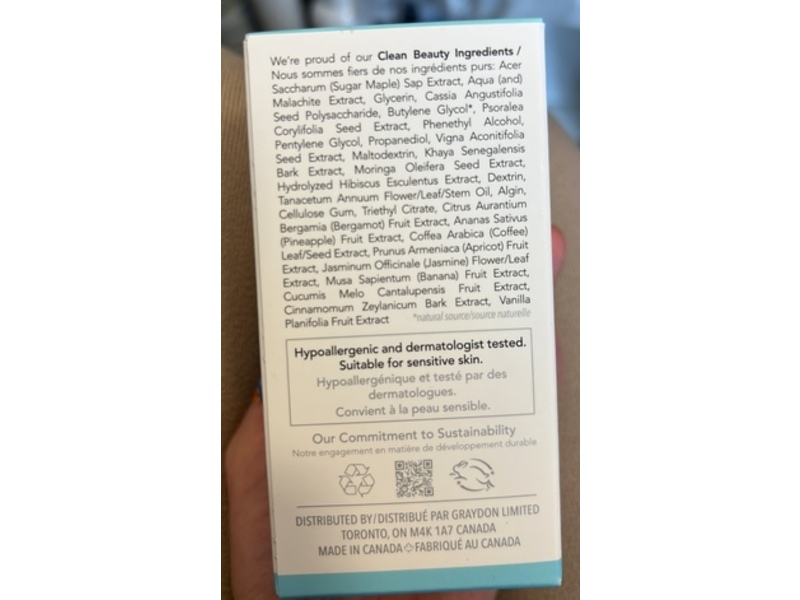 We're proud of our Clean Beauty Ingredients /
Nous sommes fiers de nos ingrédients purs: Acer
Saccharum (Sugar Maple) Sap Extract, Aqua (and)
Malachite Extract, Glycerin, Cassia Angustifolia
Seed Polysaccharide, Butylene Glycol*, Psoralea
Corylifolia Seed Extract, Phenethyl Alcohol,
Pentylene Glycol, Propanediol, Vigna Aconitifolia
Seed Extract, Maltodextrin, Khaya Senegalensis
Bark Extract, Moringa Oleifera Seed Extract,
Hydrolyzed Hibiscus Esculentus Extract, Dextrin,
Tanacetum Annuum Flower/Leaf/Stem Oil, Algin,
Cellulose Gum, Triethyl Citrate, Citrus Aurantium
Bergamia (Bergamot) Fruit Extract, Ananas Sativus
(Pineapple) Fruit Extract, Coffea Arabica (Coffee)
Leaf/Seed Extract, Prunus Armeniaca (Apricot) Fruit
Extract, Jasminum Officinale (Jasmine) Flower/Leaf
Extract, Musa Sapientum (Banana) Fruit Extract,
Cucumis Melo Cantalupensis Fruit Extract,
Cinnamomum Zeylanicum Bark Extract, Vanilla
Planifolia Fruit Extract *natural source/source naturelle
Hypoallergenic and dermatologist tested.
Suitable for sensitive skin.
Hypoallergénique et testé par des
dermatologues.
Convient à la peau sensible.
Our Commitment to Sustainability
Notre engagement en matière de développement durable
DISTRIBUTED BY/DISTRIBUÉ PAR GRAYDON LIMITED
TORONTO, ON M4K 1A7 CANADA
MADE IN CANADA FABRIQUÉ AU CANADA